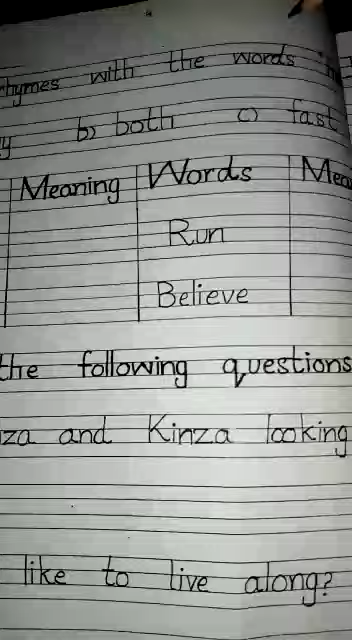 rhymes with the words
b) both c) fast
Meaning Words Mea
Run
Believe
the following questions
za and Kinza looking
like to live along?